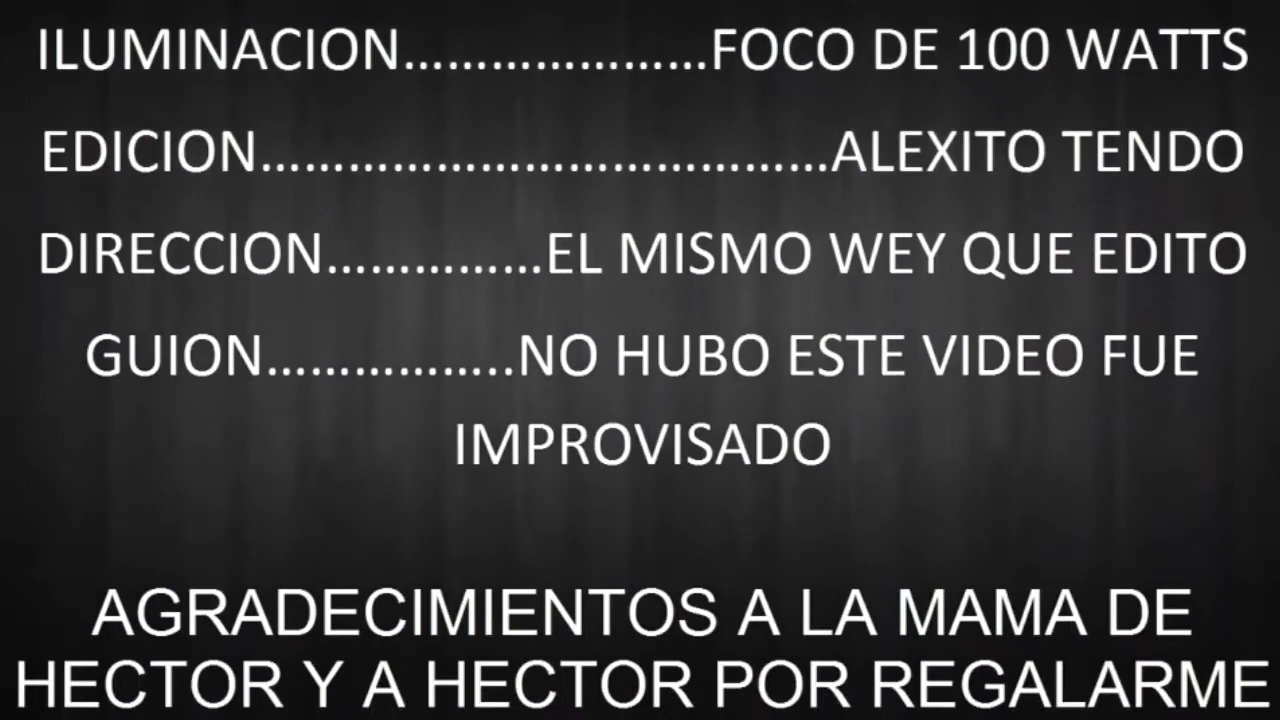 ILUMINACION.....................FOCO DE 100 WATTS
EDICION.......................................ALEXITO TENDO
DIRECCION...............EL MISMO WEY QUE EDITO
GUION.................NO HUBO ESTE VIDEO FUE
IMPROVISADO
AGRADECIMIENTOS A LA MAMA DE
HECTOR Y A HECTOR POR REGALARME